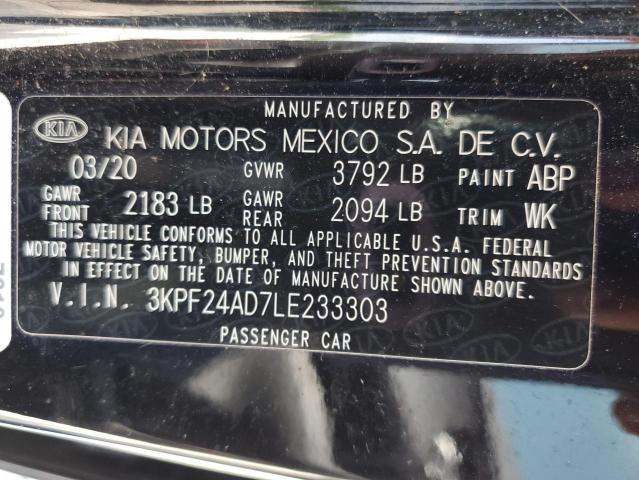 MANUFACTURED BY
KIA KIA MOTORS MEXICO S.A. DE C.V.
03/20 GVWR 3792 LB PAINT ABP
GAWR FRONT 2183 LB GAWR REAR 2094 LB TRIM WK
THIS VEHICLE CONFORMS TO ALL APPLICABLE U.S.A. FEDERAL
MOTOR VEHICLE SAFETY, BUMPER, AND THEFT PREVENTION STANDARDS
IN EFFECT ON THE DATE OF MANUFACTURE SHOWN ABOVE.
V.I.N. 3KPF24AD7LE233303
PASSENGER CAR